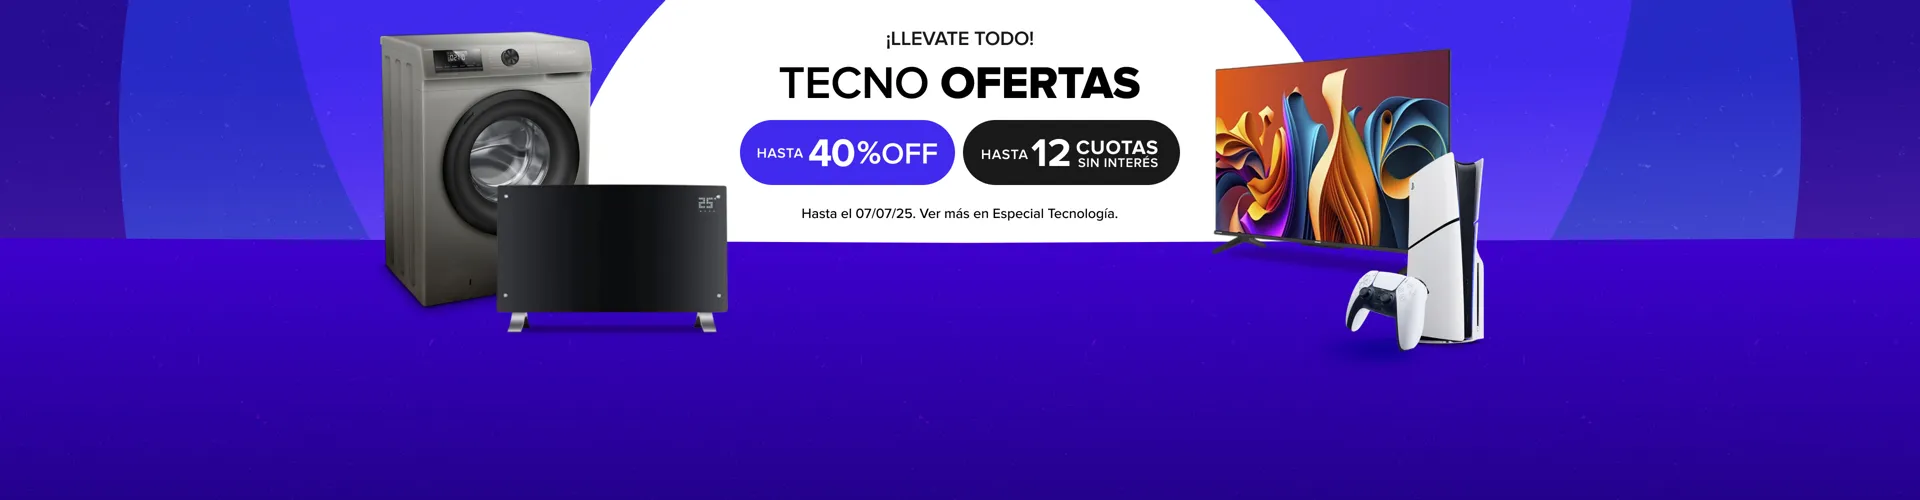 ¡LLEVATE TODO!
TECNO OFERTAS
HASTA 40%OFF
HASTA 12 CUOTAS SIN INTERÉS
Hasta el 07/07/25. Ver más en Especial Tecnología.
25°